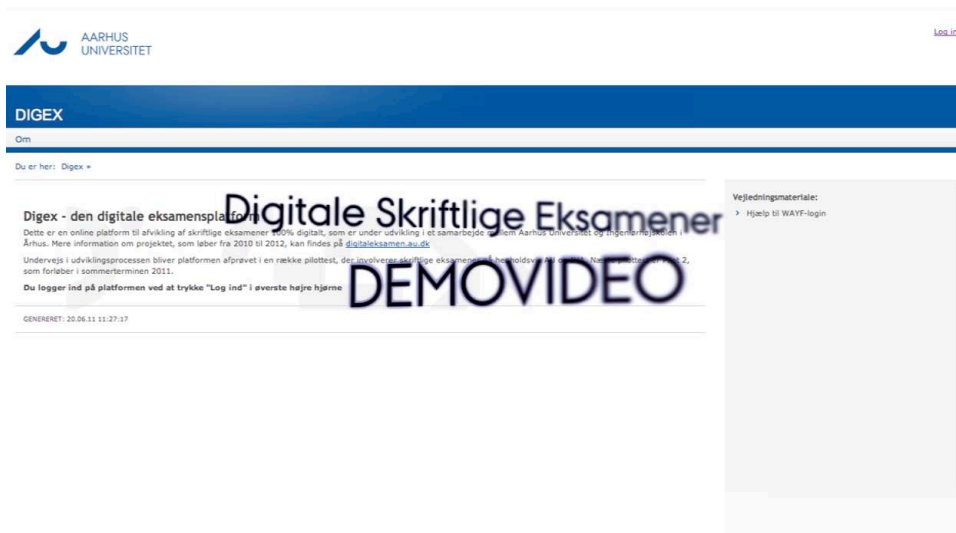 AARHUS
UNIVERSITET
Log in
DIGEX
Om
Du er her: Digex »
Digitale Skriftlige Eksamener
DEMOVIDEO
Digex - den digitale eksamensplatform
Dette er en online platform til afvikling af skriftlige eksamener 100% digitalt, som er under udvikling i et samarbejde mellem Aarhus Universitet og Ingeniørhøjskolen i
Århus. Mere information om projektet, som løber fra 2010 til 2012, kan findes på digitaleksamen.au.dk
Undervejs i udviklingsprocessen bliver platformen afprøvet i en række pilottest, der involverer skriftlige eksamener på henholdsvis AU 2,
som forløber i sommerterminen 2011.
Du logger ind på platformen ved at trykke "Log ind" i øverste højre hjørne
GENERERET: 20.06.11 11:27:17
Vejledningsmateriale:
› Hjælp til WAYF-login